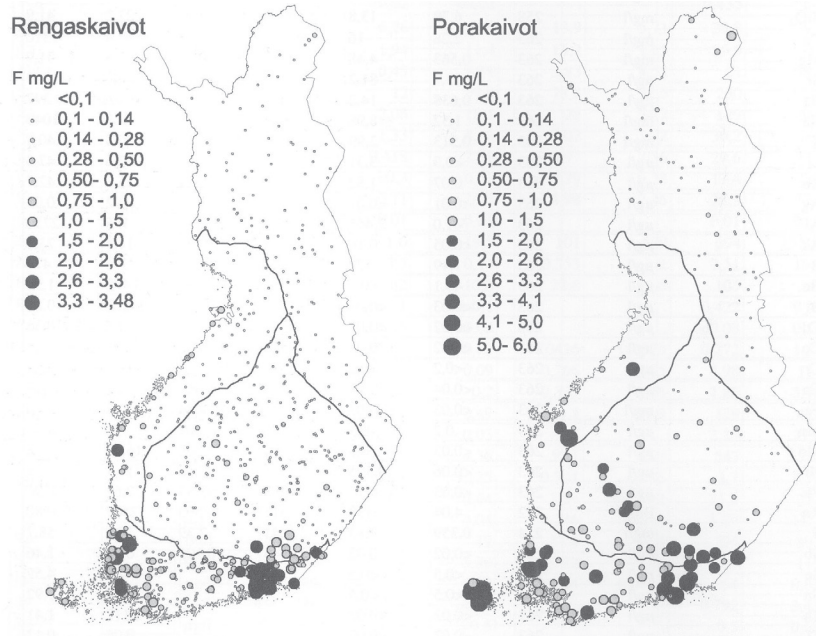 Rengaskaivot
F mg/L
<0,1
0,1 - 0,14
0,14 - 0,28
0,28 - 0,50
0,50- 0,75
0,75 - 1,0
1,0 - 1,5
1,5 - 2,0
2,0 - 2,6
2,6 - 3,3
3,3 - 3,48
Porakaivot
F mg/L
<0,1
0,1 - 0,14
0,14 - 0,28
0,28 - 0,50
0,50- 0,75
0,75 - 1,0
1,0 - 1,5
1,5 - 2,0
2,0 - 2,6
2,6 - 3,3
3,3 - 4,1
4,1 - 5,0
5,0- 6,0